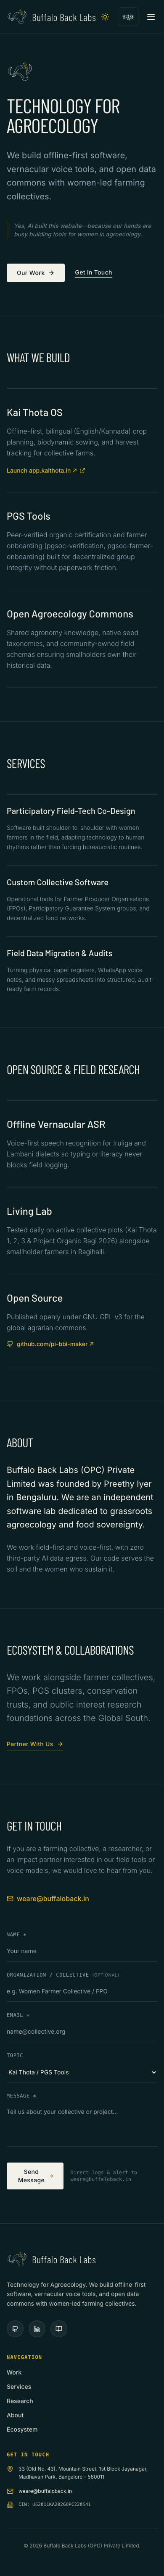 Buffalo Back Labs ಕನ್ನಡ
TECHNOLOGY FOR
AGROECOLOGY
We build offline-first software,
vernacular voice tools, and open data
commons with women-led farming
collectives.
Yes, AI built this website—because our hands are
busy building tools for women in agroecology.
Our Work →
Get in Touch
WHAT WE BUILD
Kai Thota OS
Offline-first, bilingual (English/Kannada) crop
planning, biodynamic sowing, and harvest
tracking for collective farms.
Launch app.kaithota.in ↗
PGS Tools
Peer-verified organic certification and farmer
onboarding (pgsoc-verification, pgsoc-farmer-
onboarding) built for decentralized group
integrity without paperwork friction.
Open Agroecology Commons
Shared agronomy knowledge, native seed
taxonomies, and community-owned field
schemas ensuring smallholders own their
historical data.
SERVICES
Participatory Field-Tech Co-Design
Software built shoulder-to-shoulder with women
farmers in the field, adapting technology to human
rhythms rather than forcing bureaucratic routines.
Custom Collective Software
Operational tools for Farmer Producer Organisations
(FPOs), Participatory Guarantee System groups, and
decentralized food networks.
Field Data Migration & Audits
Turning physical paper registers, WhatsApp voice
notes, and messy spreadsheets into structured, audit-
ready farm records.
OPEN SOURCE & FIELD RESEARCH
Offline Vernacular ASR
Voice-first speech recognition for Iruliga and
Lambani dialects so typing or literacy never
blocks field logging.
Living Lab
Tested daily on active collective plots (Kai Thota
1, 2, 3 & Project Organic Ragi 2026) alongside
smallholder farmers in Ragihalli.
Open Source
Published openly under GNU GPL v3 for the
global agrarian commons.
github.com/pi-bbl-maker ↗
ABOUT
Buffalo Back Labs (OPC) Private
Limited was founded by Preethy Iyer
in Bengaluru. We are an independent
software lab dedicated to grassroots
agroecology and food sovereignty.
We work field-first and voice-first, with zero
third-party AI data egress. Our code serves the
soil and the women who sustain it.
ECOSYSTEM & COLLABORATIONS
We work alongside farmer collectives,
FPOs, PGS clusters, conservation
trusts, and public interest research
foundations across the Global South.
Partner With Us →
GET IN TOUCH
If you are a farming collective, a researcher, or
an impact partner interested in field tools or
voice models, we would love to hear from you.
weare@buffaloback.in
NAME *
Your name
ORGANIZATION / COLLECTIVE (OPTIONAL)
e.g. Women Farmer Collective / FPO
EMAIL *
name@collective.org
TOPIC
Kai Thota / PGS Tools
MESSAGE *
Tell us about your collective or project...
Send
Message
Direct logs & alert to
weare@buffaloback.in
Buffalo Back Labs
Technology for Agroecology. We build offline-first
software, vernacular voice tools, and open data
commons with women-led farming collectives.
NAVIGATION
Work
Services
Research
About
Ecosystem
GET IN TOUCH
33 (Old No. 43), Mountain Street, 1st Block Jayanagar,
Madhavan Park, Bangalore - 560011
weare@buffaloback.in
© 2026 Buffalo Back Labs (OPC) Private Limited.